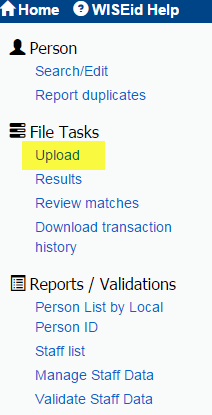 Home WISEid Help
Person
Search/Edit
Report duplicates
File Tasks
Upload
Results
Review matches
Download transaction
history
Reports / Validations
Person List by Local
Person ID
Staff list
Manage Staff Data
Validate Staff Data